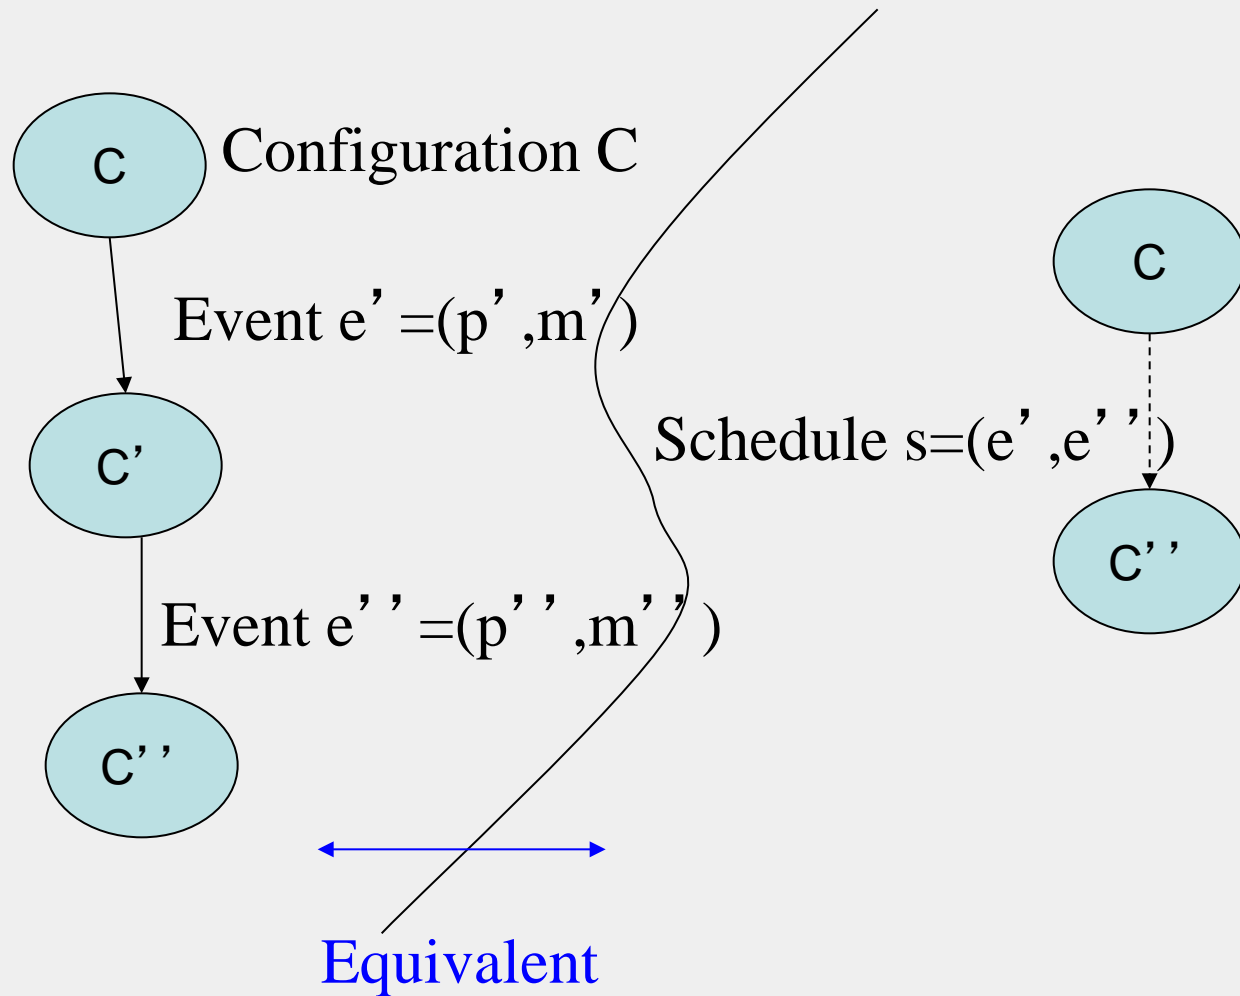 C
Configuration C
Event e’=(p’,m’)
C’
Event e’’=(p’’,m’’)
C’’
C
Schedule s=(e’,e’’)
C’’
Equivalent